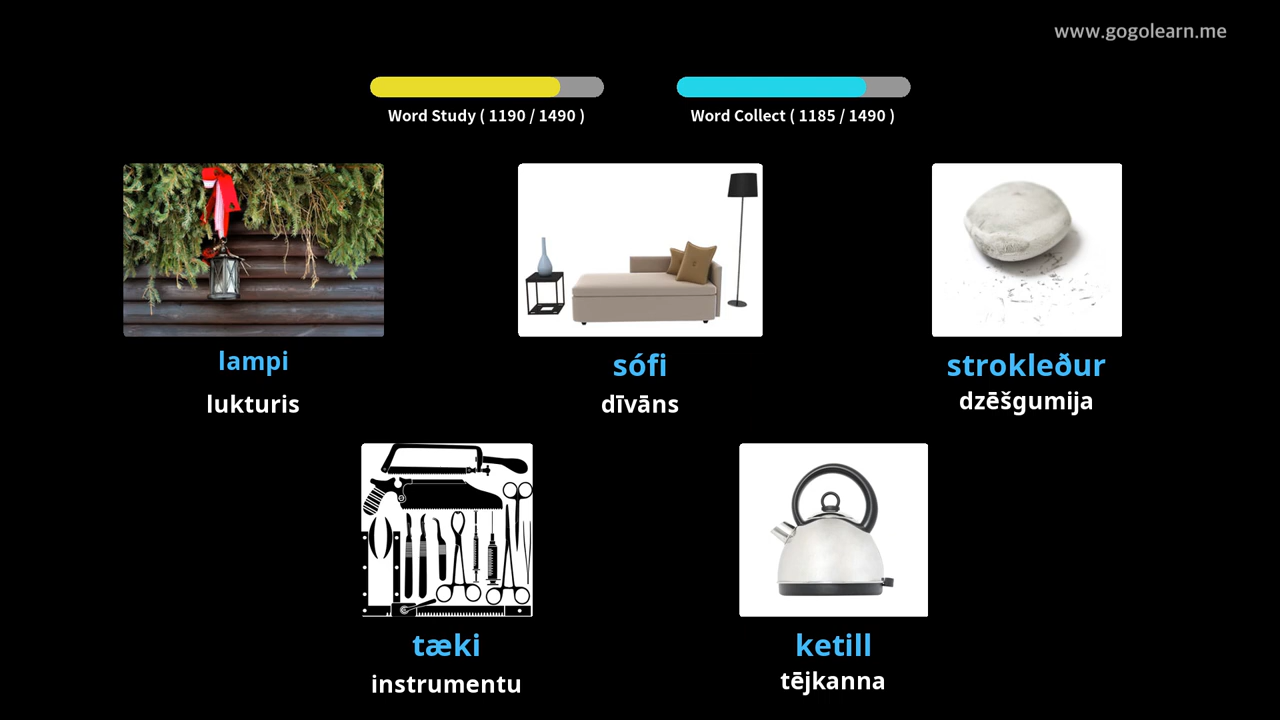 www.gogolearn.me
Word Study ( 1190 / 1490 )
Word Collect ( 1185 / 1490 )
lampi
lukturis
sófi
dīvāns
strokleður
dzēšgumija
tæki
instrumentu
ketill
tējkanna